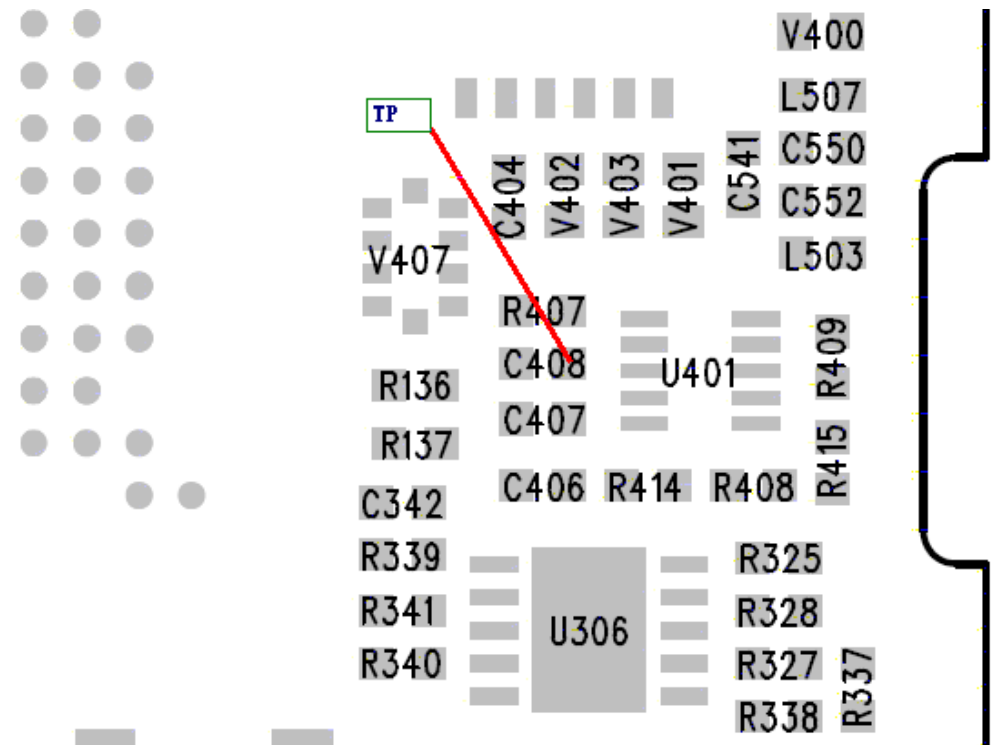 V400
L507
TP
C550
C404
V402
V403
V401
C541
C552
V407
L503
R407
C408
U401
R409
R136
C407
R137
R415
C406
R414
R408
C342
R339
R325
R341
U306
R328
R340
R327
R337
R338